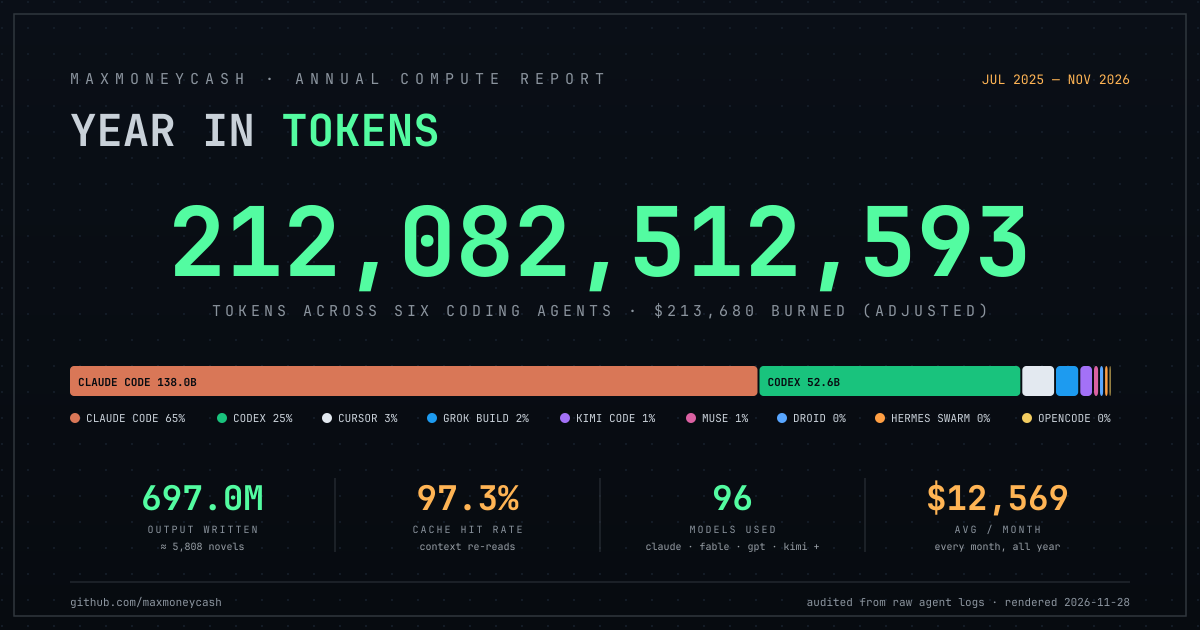 MAXMONEYCASH · ANNUAL COMPUTE REPORT
JUL 2025 — NOV 2026
YEAR IN TOKENS
212,082,512,593
TOKENS ACROSS SIX CODING AGENTS · $213,680 BURNED (ADJUSTED)
CLAUDE CODE 138.0B CODEX 52.6B
CLAUDE CODE 65% CODEX 25% CURSOR 3% GROK BUILD 2% KIMI CODE 1% MUSE 1% DROID 0% HERMES SWARM 0% OPENCODE 0%
697.0M 97.3% 96 $12,569
OUTPUT WRITTEN CACHE HIT RATE MODELS USED AVG / MONTH
≈ 5,808 novels context re-reads claude · fable · gpt · kimi + every month, all year
github.com/maxmoneycash audited from raw agent logs · rendered 2026-11-28